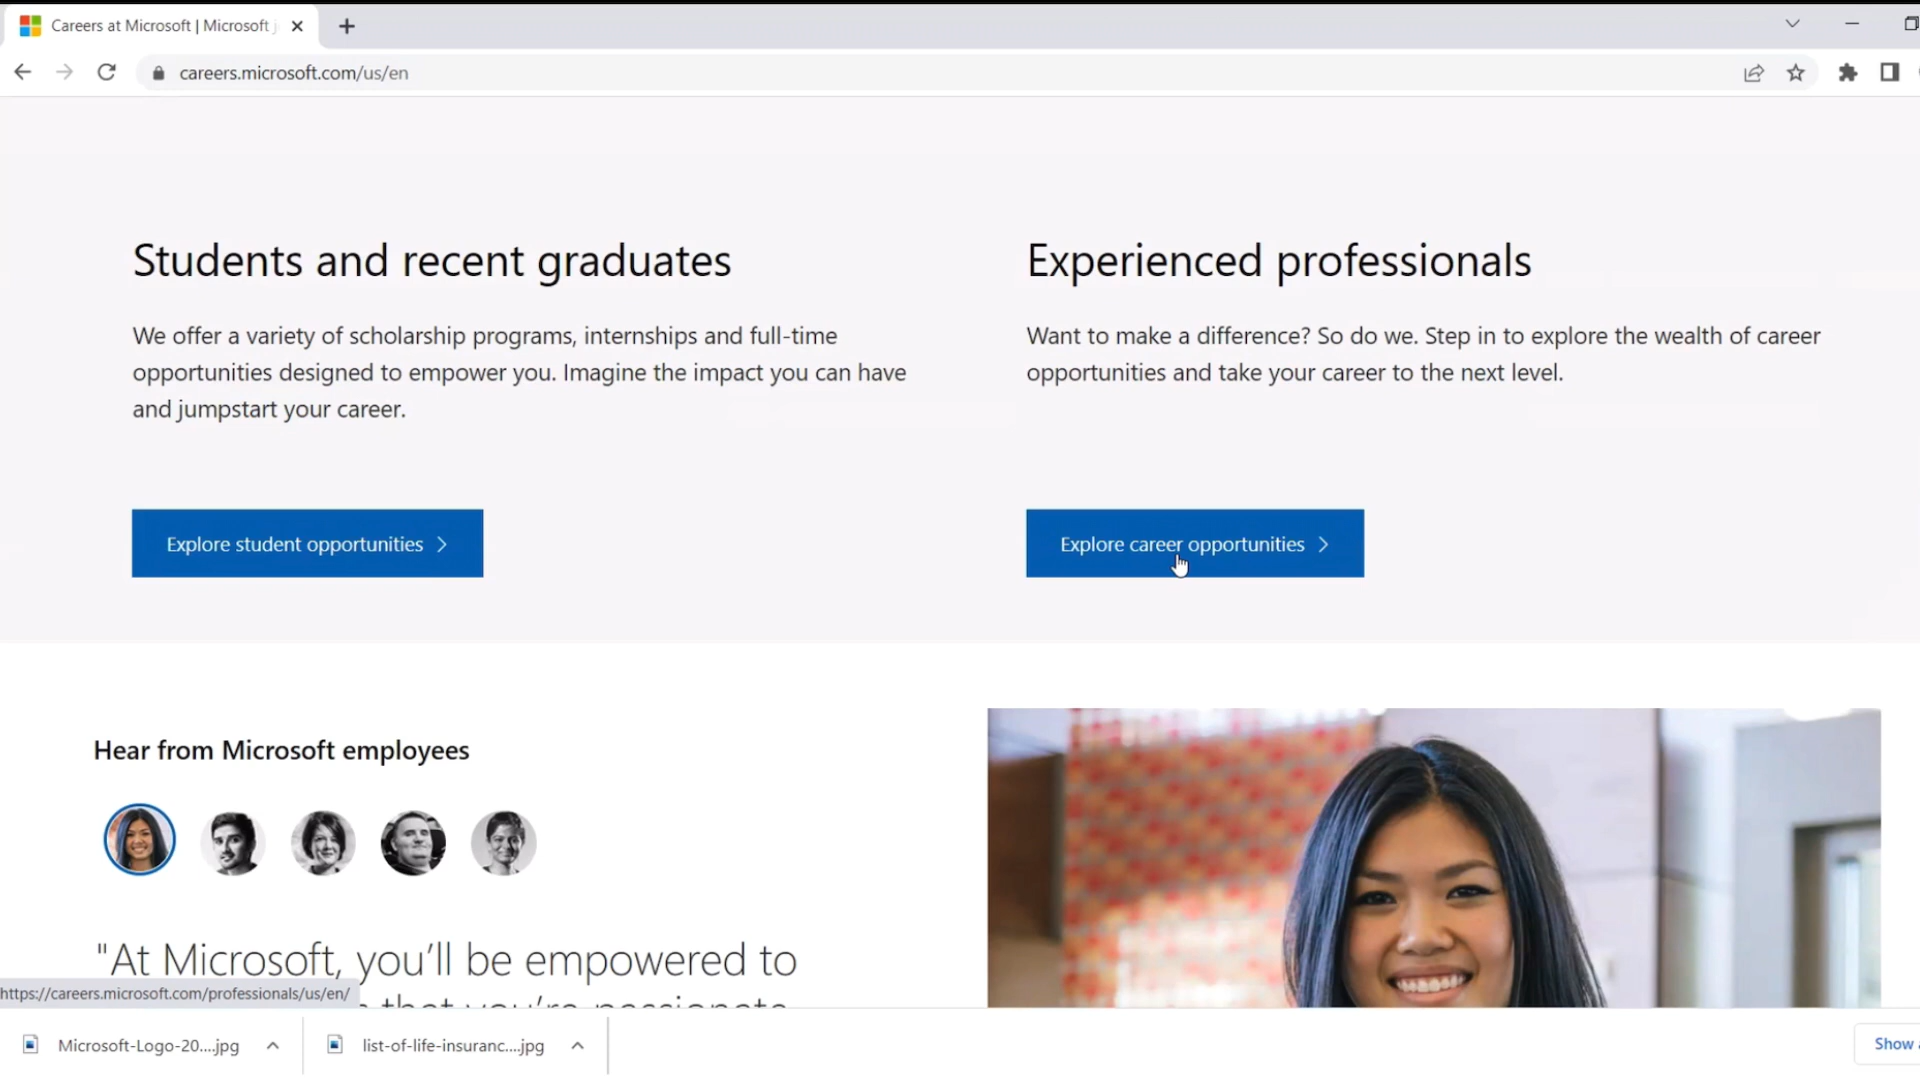 Careers at Microsoft | Microsoft j
careers.microsoft.com/us/en
Students and recent graduates
We offer a variety of scholarship programs, internships and full-time
opportunities designed to empower you. Imagine the impact you can have
and jumpstart your career.
Explore student opportunities
Experienced professionals
Want to make a difference? So do we. Step in to explore the wealth of career
opportunities and take your career to the next level.
Explore career opportunities
Hear from Microsoft employees
"At Microsoft, you’ll be empowered to
that you're passionate
https://careers.microsoft.com/professionals/us/en/
Microsoft-Logo-20....jpg
list-of-life-insuranc....jpg
Show